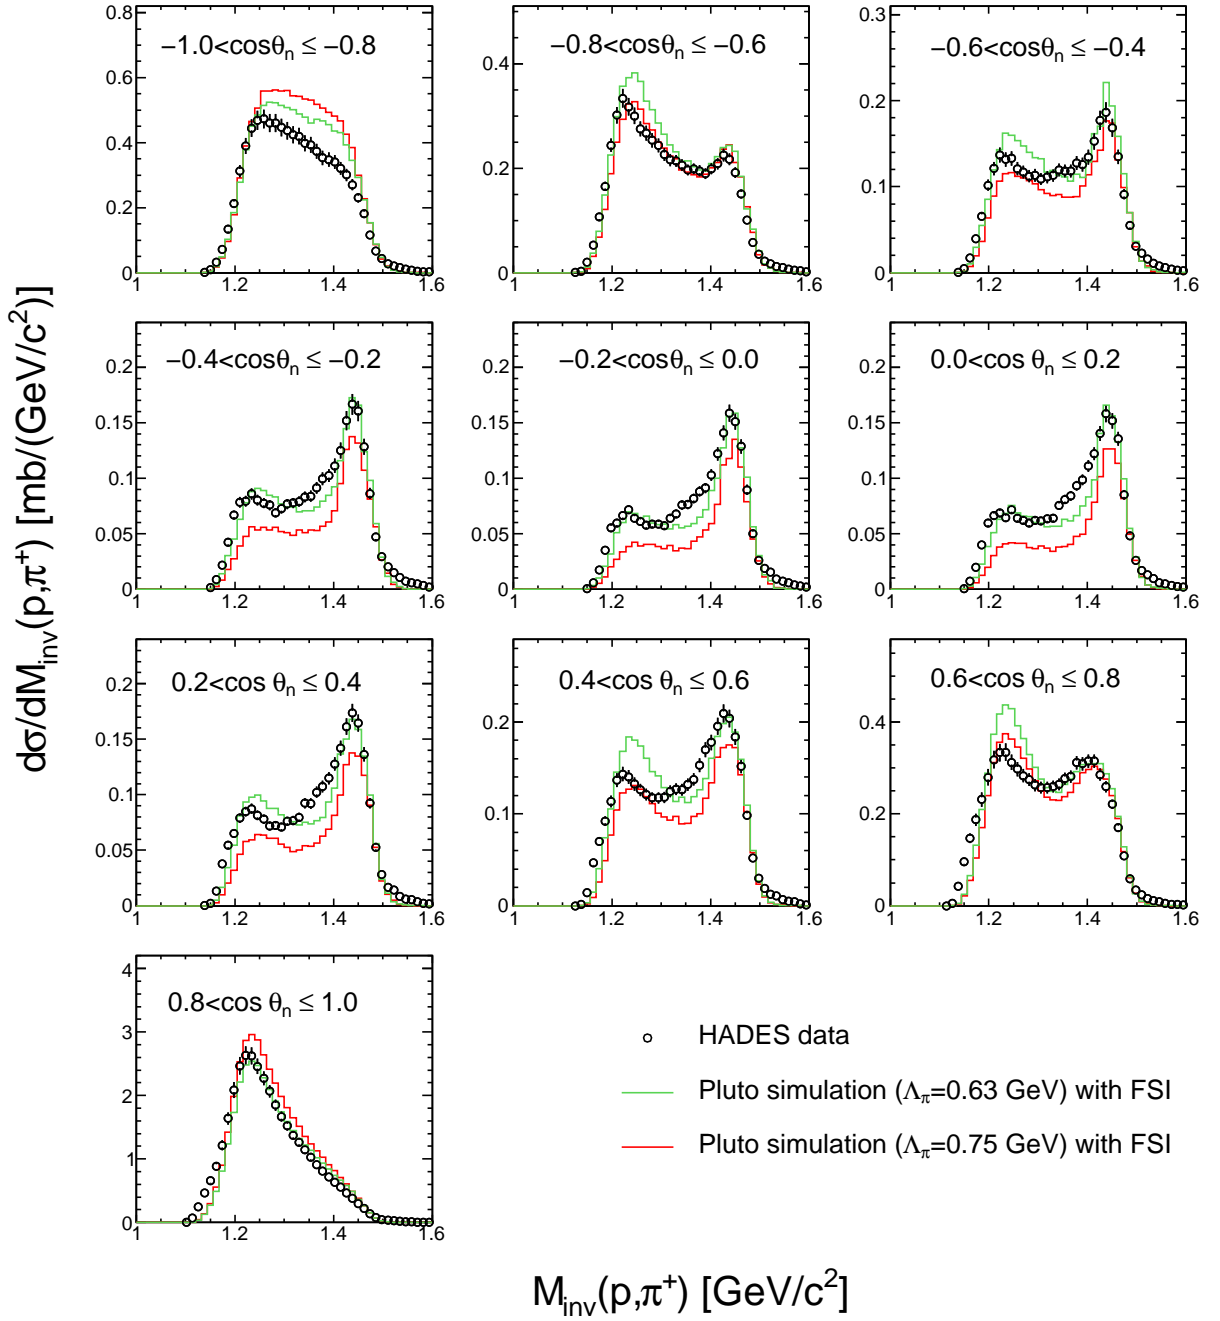 dσ/dM_inv(p,π⁺) [mb/(GeV/c²)]
−1.0<cosθₙ ≤ −0.8
0.8
0.6
0.4
0.2
0
1 1.2 1.4 1.6
−0.8<cosθₙ ≤ −0.6
0.4
0.2
0
1 1.2 1.4 1.6
−0.6<cosθₙ ≤ −0.4
0.3
0.2
0.1
0
1 1.2 1.4 1.6
−0.4<cosθₙ ≤ −0.2
0.2
0.15
0.1
0.05
0
1 1.2 1.4 1.6
−0.2<cosθₙ ≤ 0.0
0.2
0.15
0.1
0.05
0
1 1.2 1.4 1.6
0.0<cos θₙ ≤ 0.2
0.2
0.15
0.1
0.05
0
1 1.2 1.4 1.6
0.2<cos θₙ ≤ 0.4
0.2
0.15
0.1
0.05
0
1 1.2 1.4 1.6
0.4<cos θₙ ≤ 0.6
0.2
0.1
0
1 1.2 1.4 1.6
0.6<cos θₙ ≤ 0.8
0.4
0.2
0
1 1.2 1.4 1.6
0.8<cos θₙ ≤ 1.0
4
3
2
1
0
1 1.2 1.4 1.6
HADES data
Pluto simulation (Λ_π=0.63 GeV) with FSI
Pluto simulation (Λ_π=0.75 GeV) with FSI
M_inv(p,π⁺) [GeV/c²]